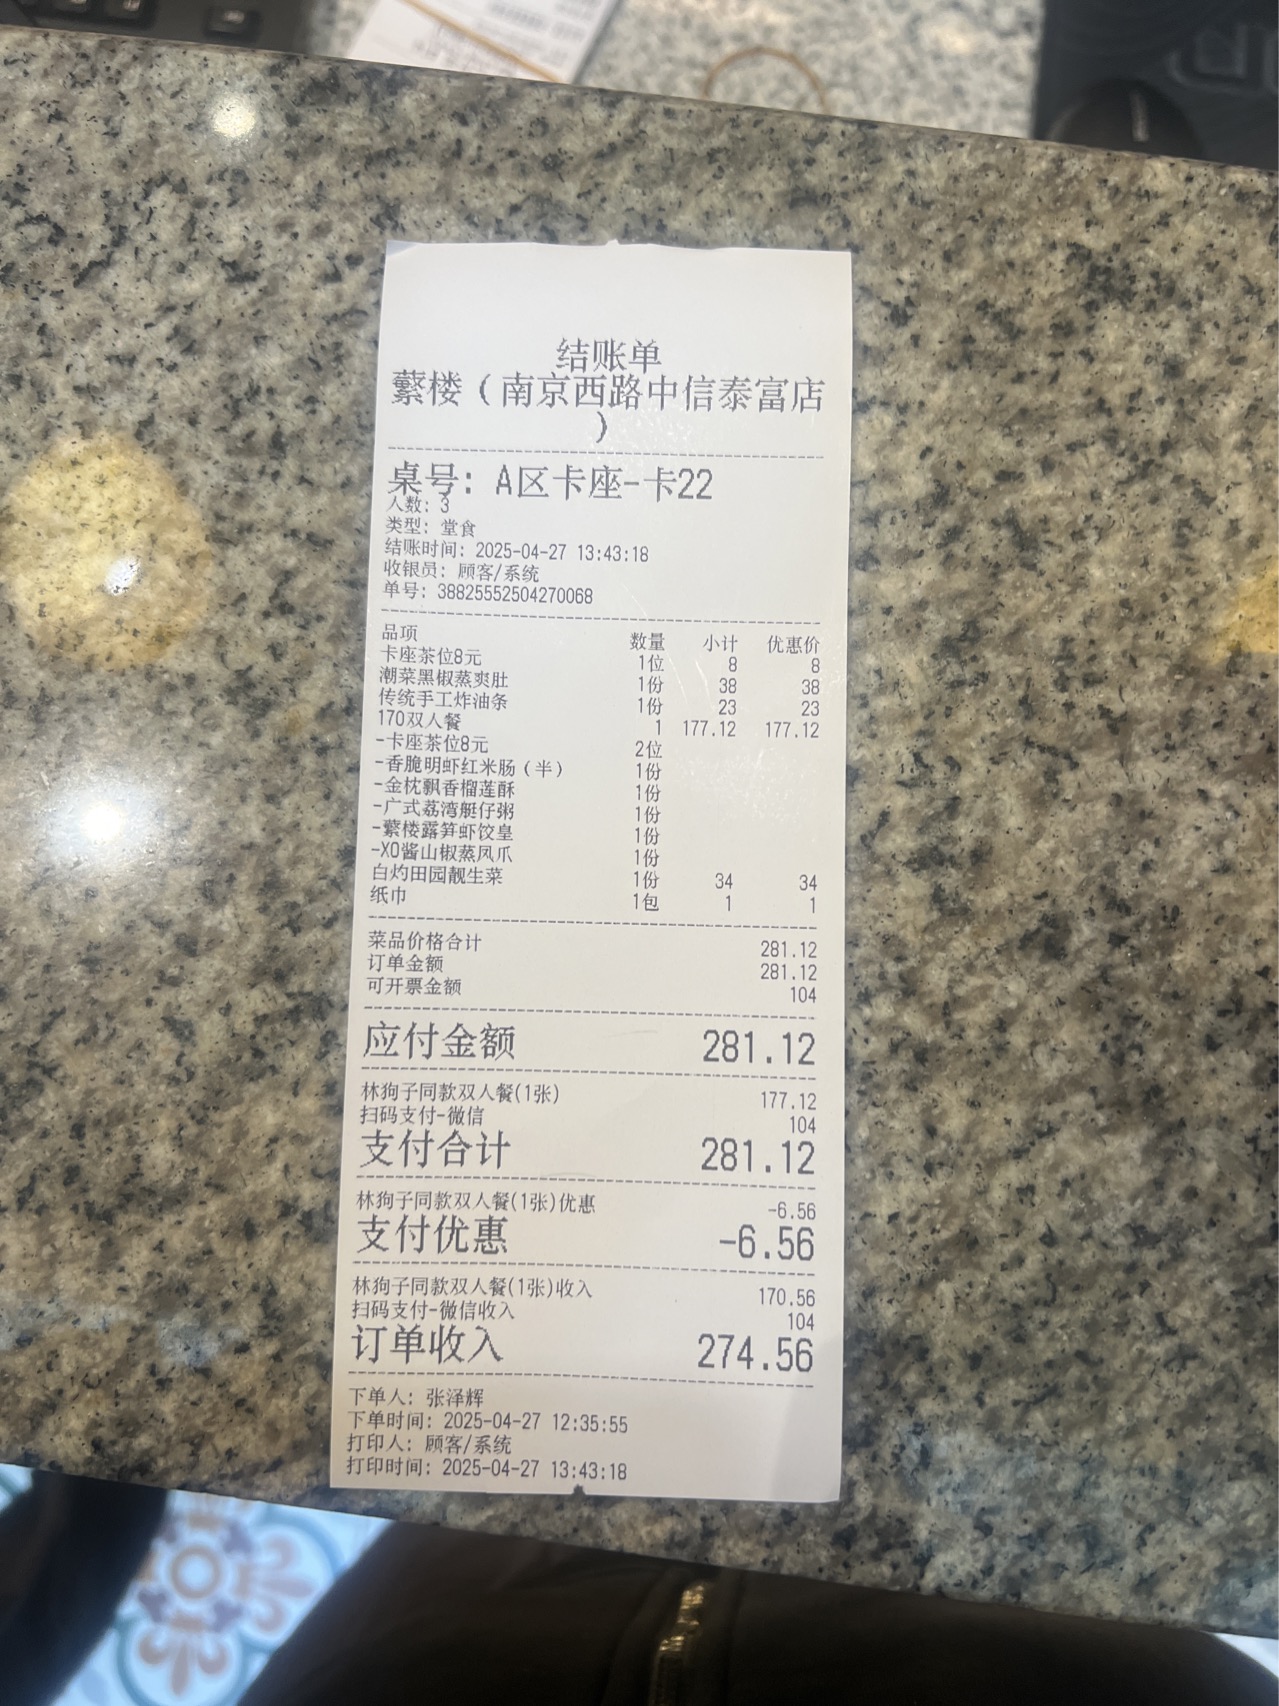 结账单
蘩楼（南京西路中信泰富店
）
桌号：A区卡座-卡22
人数：3
类型：堂食
结账时间：2025-04-27 13:43:18
收银员：顾客/系统
单号：38825552504270068
品项 数量 小计 优惠价
卡座茶位8元 1位 8 8
潮菜黑椒蒸爽肚 1份 38 38
传统手工炸油条 1份 23 23
170双人餐 1 177.12 177.12
-卡座茶位8元 2位
-香脆明虾红米肠（半） 1份
-金枕飘香榴莲酥 1份
-广式荔湾艇仔粥 1份
-蘩楼露笋虾饺皇 1份
-XO酱山椒蒸凤爪 1份
白灼田园靓生菜 1份 34 34
纸巾 1包 1 1
菜品价格合计 281.12
订单金额 281.12
可开票金额 104
应付金额 281.12
林狗子同款双人餐(1张) 177.12
扫码支付-微信 104
支付合计 281.12
林狗子同款双人餐(1张)优惠 -6.56
支付优惠 -6.56
林狗子同款双人餐(1张)收入 170.56
扫码支付-微信收入 104
订单收入 274.56
下单人：张泽辉
下单时间：2025-04-27 12:35:55
打印人：顾客/系统
打印时间：2025-04-27 13:43:18